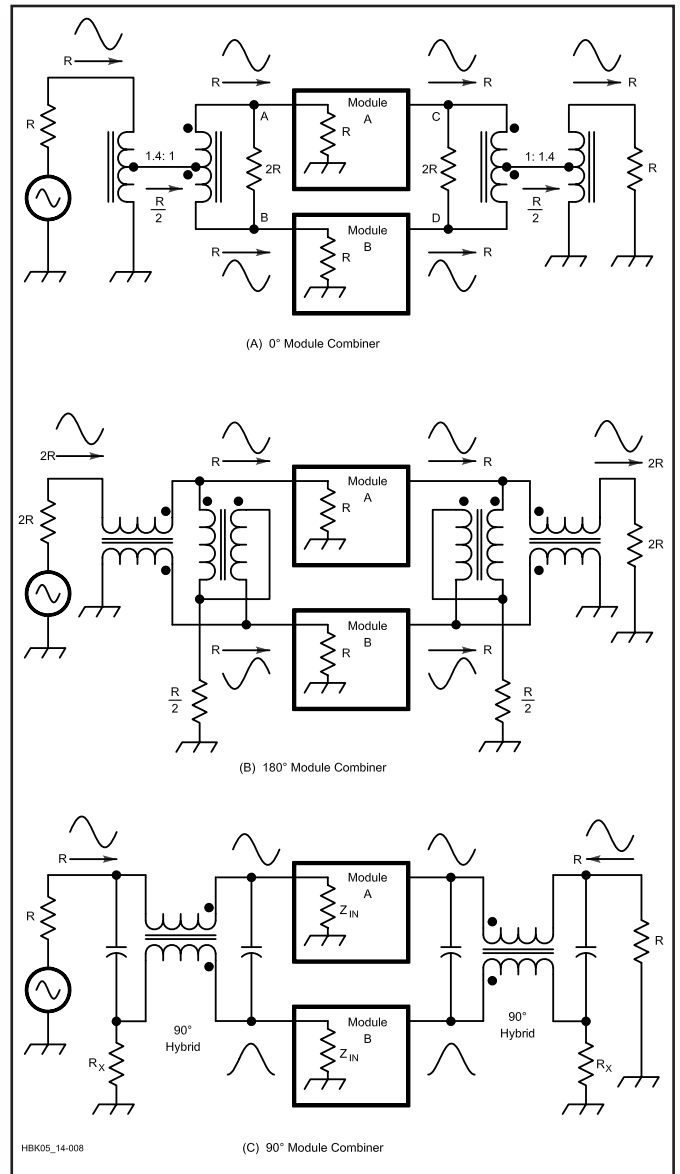 R
R
R
R
R
Module
A
A
C
R
1.4: 1
R
2
2R
R
2R
1: 1.4
R
2
R
B
D
Module
B
R
R
R
(A) 0° Module Combiner
2R
R
R
2R
Module
A
2R
R
2R
Module
B
R
R
R
R
2
R
2
(B) 180° Module Combiner
R
R
Module
A
R
Z IN
R
90°
Hybrid
Module
B
90°
Hybrid
Z IN
RX
RX
HBK05_14-008
(C) 90° Module Combiner